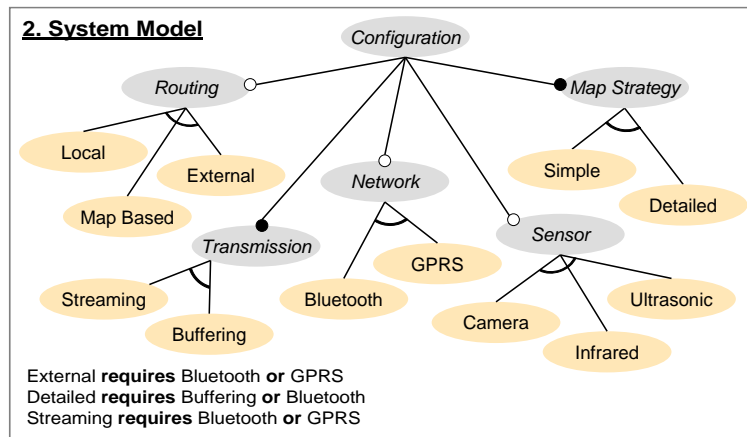 2. System Model
Configuration
Routing
Map Strategy
Local
External
Map Based
Simple
Detailed
Network
Transmission
Sensor
GPRS
Streaming
Bluetooth
Ultrasonic
Buffering
Camera
Infrared
External requires Bluetooth or GPRS
Detailed requires Buffering or Bluetooth
Streaming requires Bluetooth or GPRS